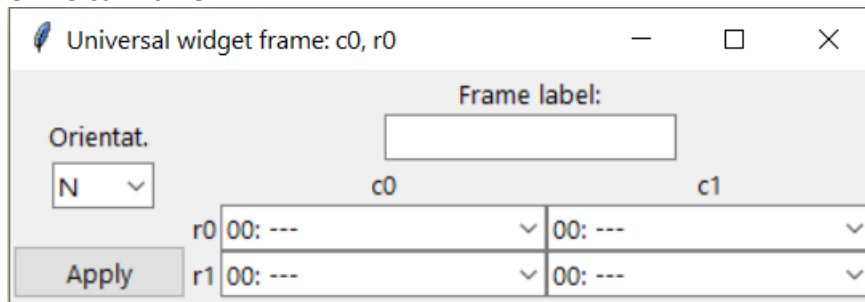 Universal widget frame: c0, r0
Frame label:
Orientat.
N
c0 c1
r0 00: --- 00: ---
Apply r1 00: --- 00: ---